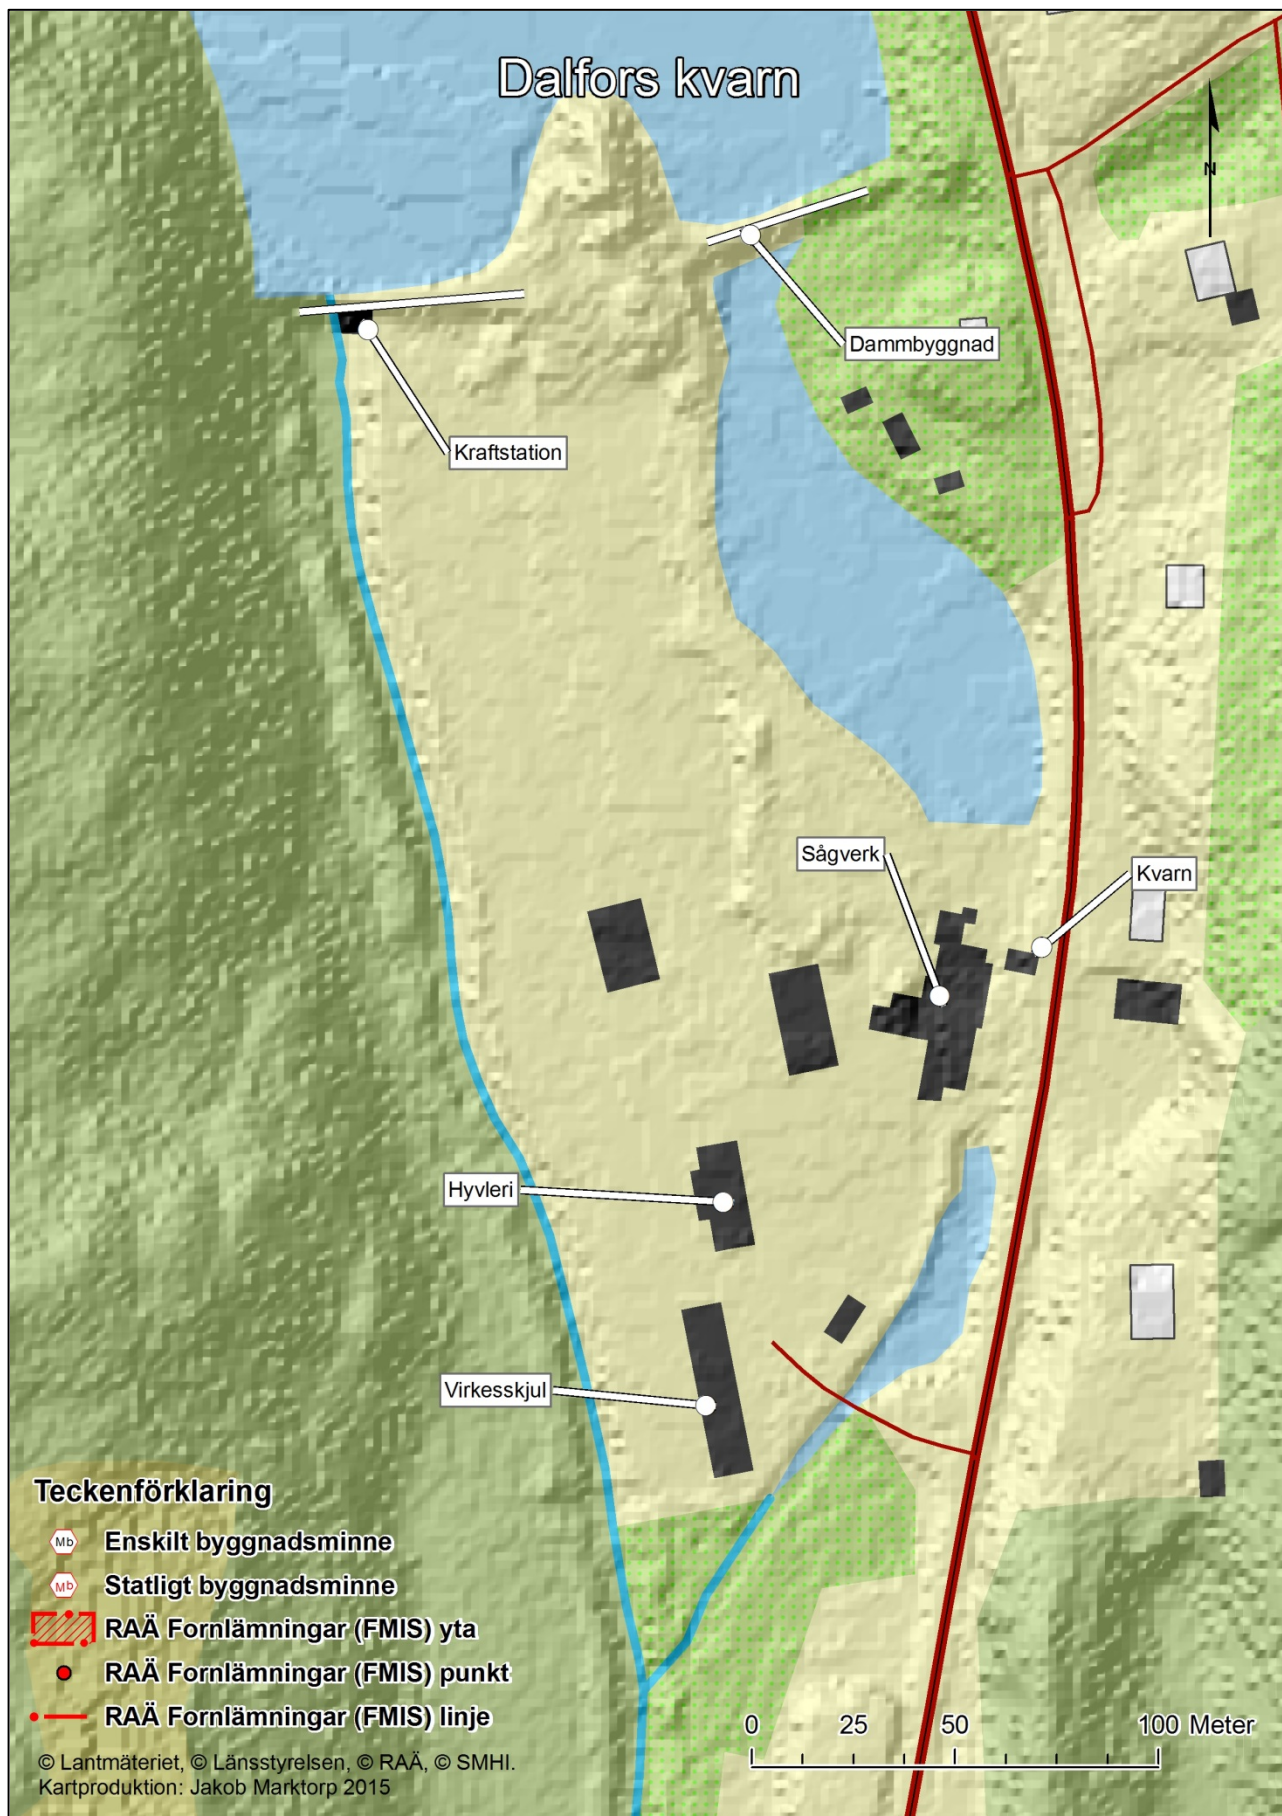 Dalfors kvarn
N
Dammbyggnad
Kraftstation
Sågverk
Kvarn
Hyvleri
Virkesskjul
Teckenförklaring
Mb Enskilt byggnadsminne
Mb Statligt byggnadsminne
RAÄ Fornlämningar (FMIS) yta
RAÄ Fornlämningar (FMIS) punkt
RAÄ Fornlämningar (FMIS) linje
0 25 50 100 Meter
© Lantmäteriet, © Länsstyrelsen, © RAÄ, © SMHI.
Kartproduktion: Jakob Marktorp 2015